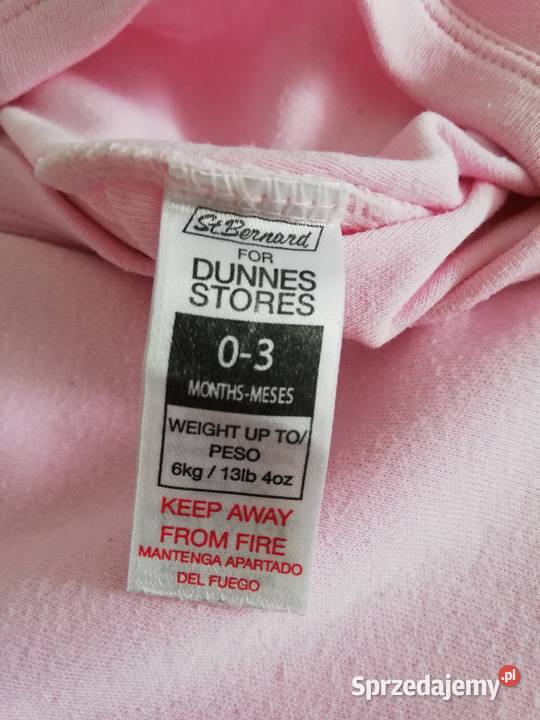 St Bernard
FOR
DUNNES
STORES
0-3
MONTHS-MESES
WEIGHT UP TO/
PESO
6kg / 13lb 4oz
KEEP AWAY
FROM FIRE
MANTENGA APARTADO
DEL FUEGO
Sprzedajemy.pl